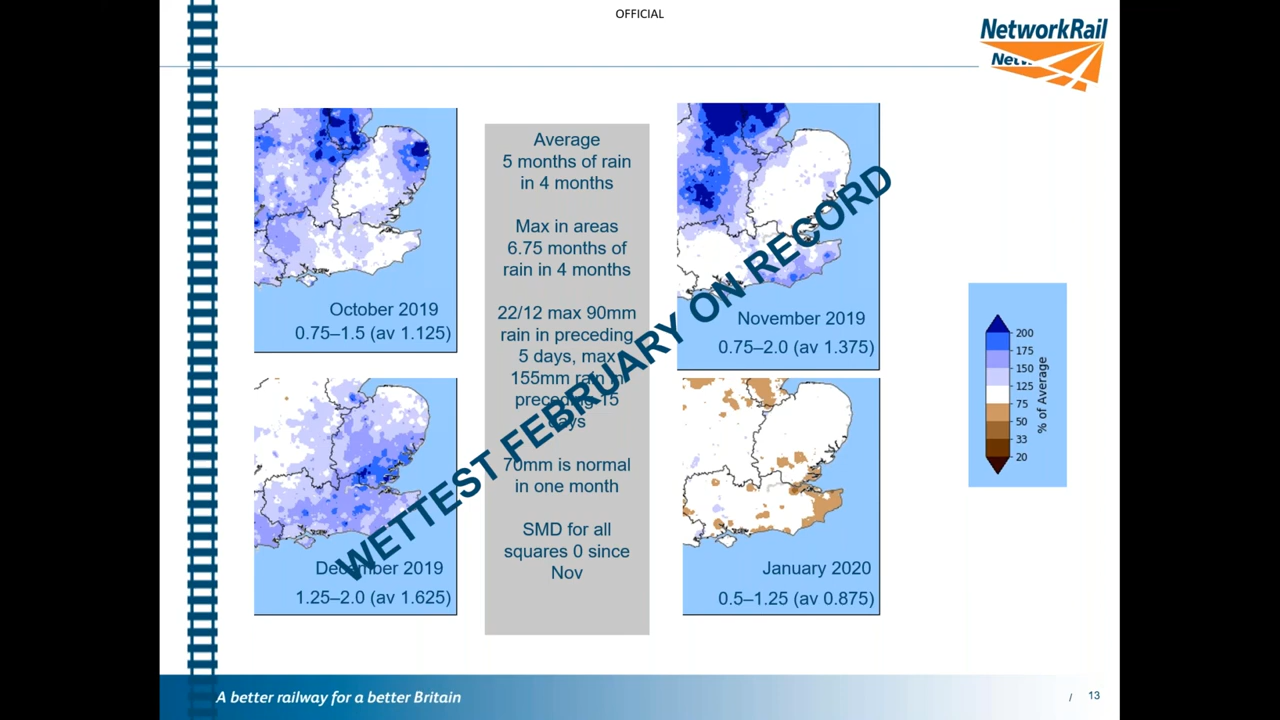 OFFICIAL
NetworkRail
October 2019
0.75–1.5 (av 1.125)
Average
5 months of rain
in 4 months
Max in areas
6.75 months of
rain in 4 months
22/12 max 90mm
rain in preceding
5 days, max
155mm rain in
preceding 15
days
70mm is normal
in one month
SMD for all
squares 0 since
Nov
November 2019
0.75–2.0 (av 1.375)
WETTEST FEBRUARY ON RECORD
December 2019
1.25–2.0 (av 1.625)
January 2020
0.5–1.25 (av 0.875)
200
175
150
125
75
50
33
20
% of Average
A better railway for a better Britain
/ 13